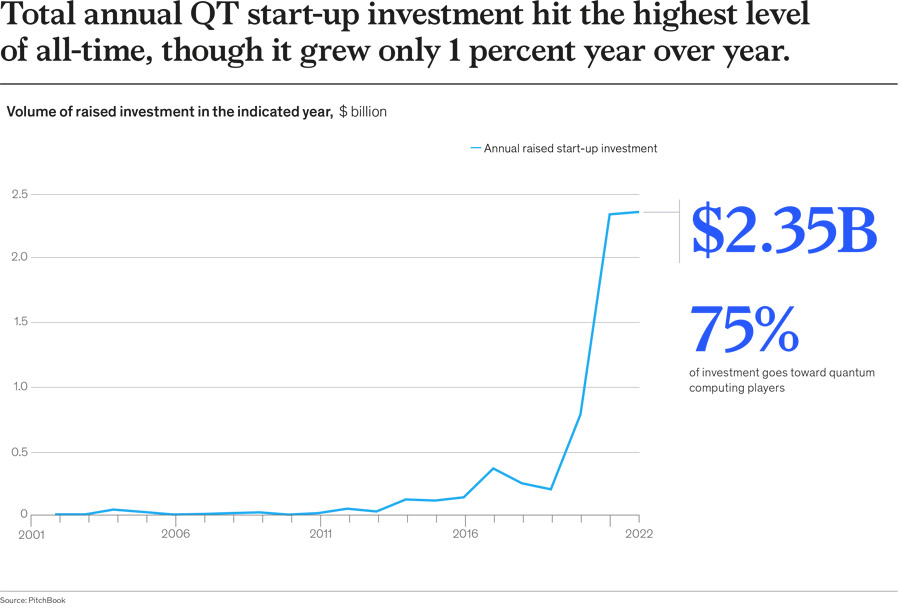 Total annual QT start-up investment hit the highest level
of all-time, though it grew only 1 percent year over year.
Volume of raised investment in the indicated year, $ billion
Annual raised start-up investment
2.5
2.0
1.5
1.0
0.5
0
2001
2006
2011
2016
2022
$2.35B
75%
of investment goes toward quantum
computing players
Source: PitchBook